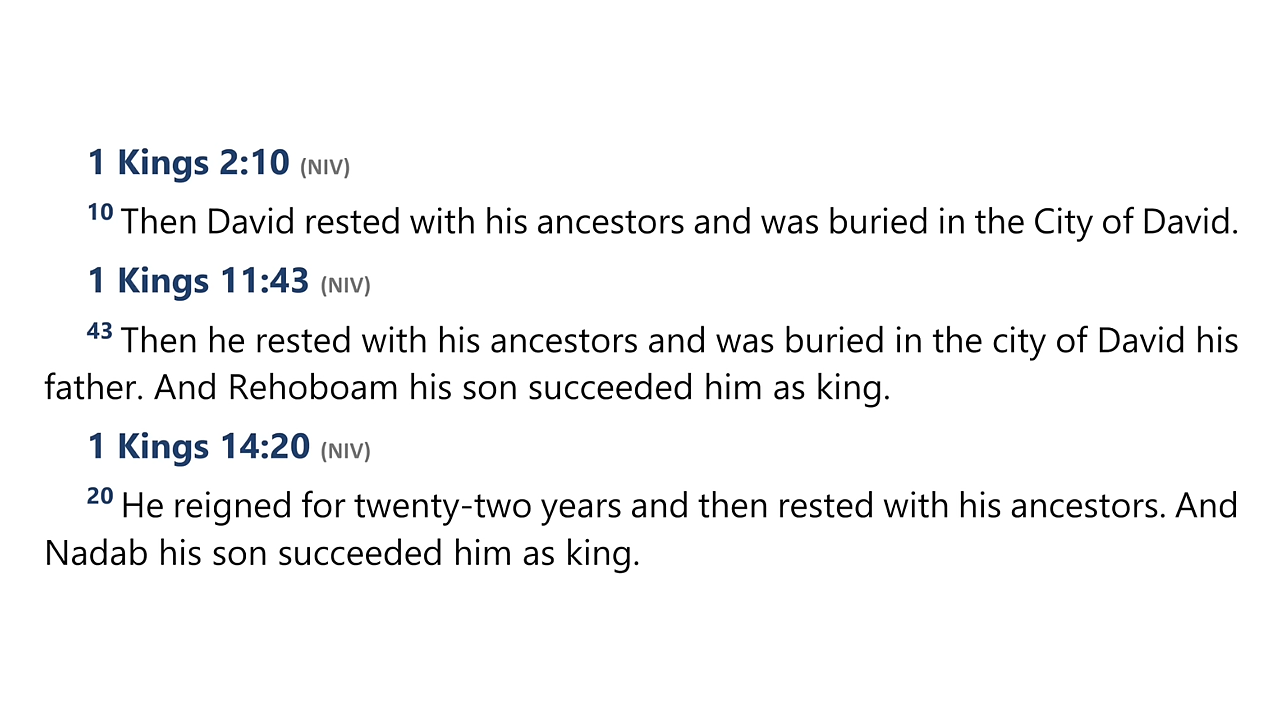 1 Kings 2:10 (NIV)
10 Then David rested with his ancestors and was buried in the City of David.
1 Kings 11:43 (NIV)
43 Then he rested with his ancestors and was buried in the city of David his
father. And Rehoboam his son succeeded him as king.
1 Kings 14:20 (NIV)
20 He reigned for twenty-two years and then rested with his ancestors. And
Nadab his son succeeded him as king.